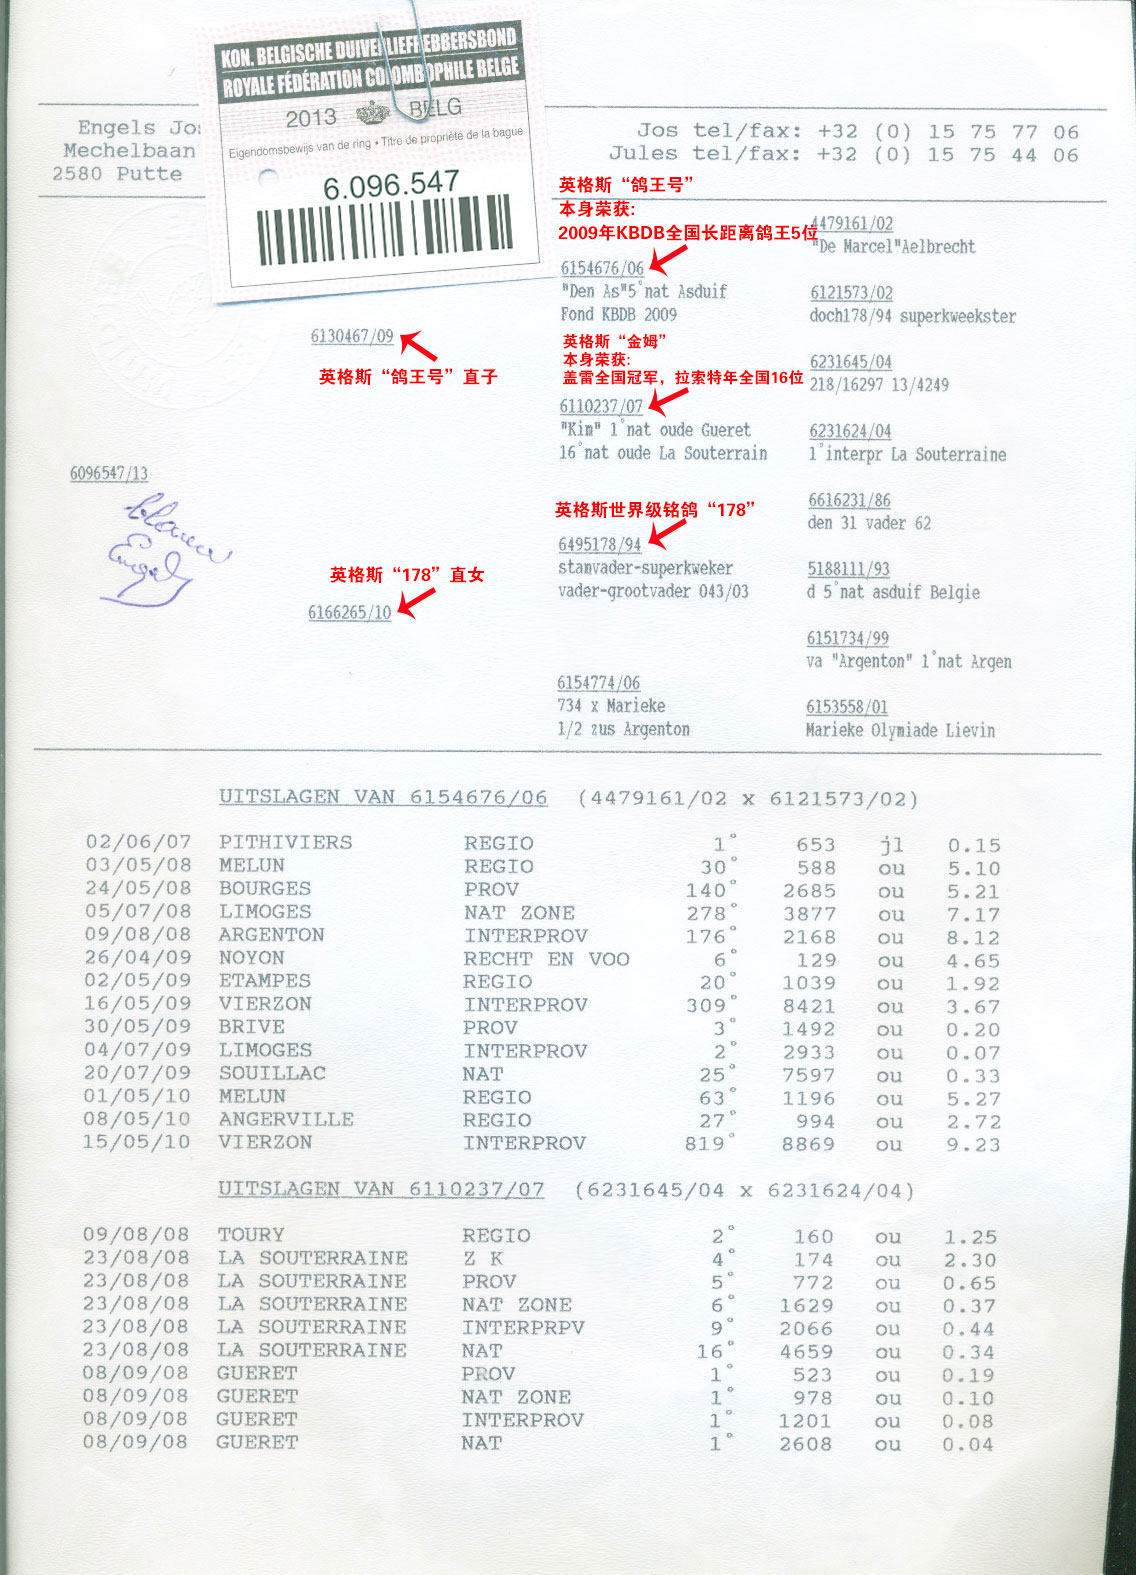 KON. BELGISCHE DUIVENLIEFHEBBERSBOND
ROYALE FÉDÉRATION COLOMBOPHILE BELGE
2013 BELG
Eigendomsbewijs van de ring • Titre de propriété de la bague
6.096.547
Engels Jos
Mechelbaan
2580 Putte
Jos tel/fax: +32 (0) 15 75 77 06
Jules tel/fax: +32 (0) 15 75 44 06
英格斯“鸽王号”
本身荣获:
2009年KBDB全国长距离鸽王5位
4479161/02
"De Marcel"Aelbrecht
6154676/06
"Den As"5°nat Asduif
Fond KBDB 2009
6121573/02
doch178/94 superkweekster
6130467/09
英格斯“鸽王号”直子
英格斯“金姆”
本身荣获:
盖雷全国冠军，拉索特年全国16位
6231645/04
218/16297 13/4249
6110237/07
"Kim" 1°nat oude Gueret
16°nat oude La Souterrain
6231624/04
1°interpr La Souterraine
6096547/13
英格斯世界级铭鸽“178”
6616231/86
den 31 vader 62
6495178/94
stamvader-superkweker
vader-grootvader 043/03
5188111/93
d 5°nat asduif Belgie
英格斯“178”直女
6166265/10
6151734/99
va "Argenton" 1°nat Argen
6154774/06
734 x Marieke
1/2 zus Argenton
6153558/01
Marieke Olymiade Lievin
UITSLAGEN VAN 6154676/06 (4479161/02 x 6121573/02)
02/06/07 PITHIVIERS REGIO 1° 653 jl 0.15
03/05/08 MELUN REGIO 30° 588 ou 5.10
24/05/08 BOURGES PROV 140° 2685 ou 5.21
05/07/08 LIMOGES NAT ZONE 278° 3877 ou 7.17
09/08/08 ARGENTON INTERPROV 176° 2168 ou 8.12
26/04/09 NOYON RECHT EN VOO 6° 129 ou 4.65
02/05/09 ETAMPES REGIO 20° 1039 ou 1.92
16/05/09 VIERZON INTERPROV 309° 8421 ou 3.67
30/05/09 BRIVE PROV 3° 1492 ou 0.20
04/07/09 LIMOGES INTERPROV 2° 2933 ou 0.07
20/07/09 SOUILLAC NAT 25° 7597 ou 0.33
01/05/10 MELUN REGIO 63° 1196 ou 5.27
08/05/10 ANGERVILLE REGIO 27° 994 ou 2.72
15/05/10 VIERZON INTERPROV 819° 8869 ou 9.23
UITSLAGEN VAN 6110237/07 (6231645/04 x 6231624/04)
09/08/08 TOURY REGIO 2° 160 ou 1.25
23/08/08 LA SOUTERRAINE Z K 4° 174 ou 2.30
23/08/08 LA SOUTERRAINE PROV 5° 772 ou 0.65
23/08/08 LA SOUTERRAINE NAT ZONE 6° 1629 ou 0.37
23/08/08 LA SOUTERRAINE INTERPRPV 9° 2066 ou 0.44
23/08/08 LA SOUTERRAINE NAT 16° 4659 ou 0.34
08/09/08 GUERET PROV 1° 523 ou 0.19
08/09/08 GUERET NAT ZONE 1° 978 ou 0.10
08/09/08 GUERET INTERPROV 1° 1201 ou 0.08
08/09/08 GUERET NAT 1° 2608 ou 0.04